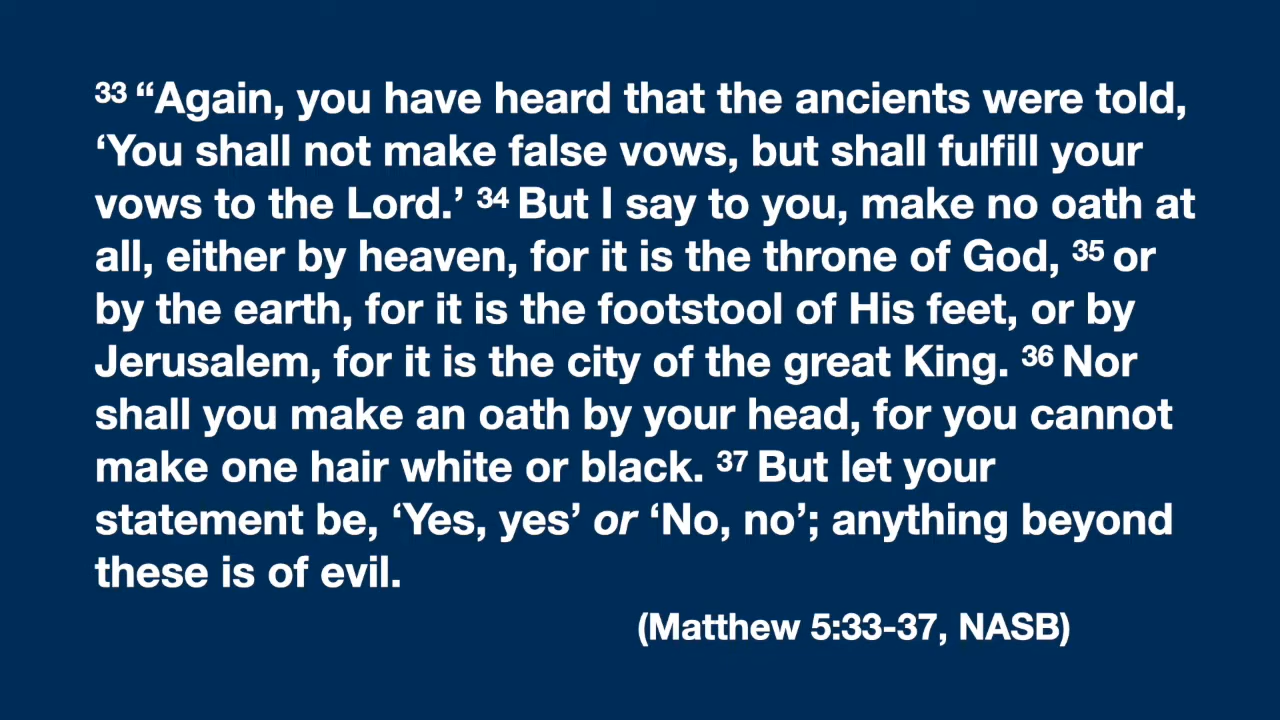 33 “Again, you have heard that the ancients were told,
‘You shall not make false vows, but shall fulfill your
vows to the Lord.’ 34 But I say to you, make no oath at
all, either by heaven, for it is the throne of God, 35 or
by the earth, for it is the footstool of His feet, or by
Jerusalem, for it is the city of the great King. 36 Nor
shall you make an oath by your head, for you cannot
make one hair white or black. 37 But let your
statement be, ‘Yes, yes’ or ‘No, no’; anything beyond
these is of evil.
(Matthew 5:33-37, NASB)